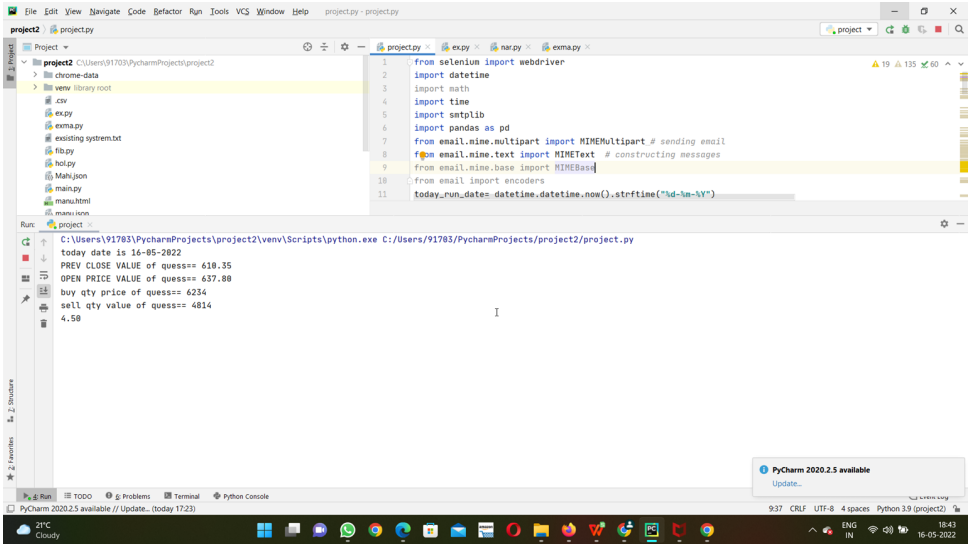 File Edit View Navigate Code Refactor Run Tools VCS Window Help project.py - project.py
project2 project.py project
Project
project.py ex.py nar.py exma.py
1: Project
project2 C:\Users\91703\PycharmProjects\project2
chrome-data
venv library root
.csv
ex.py
exma.py
exsisting systrem.txt
fib.py
hol.py
Mahi.json
main.py
manu.html
manu.json
19 135 60
1 from selenium import webdriver
2 import datetime
3 import math
4 import time
5 import smtplib
6 import pandas as pd
7 from email.mime.multipart import MIMEMultipart # sending email
8 from email.mime.text import MIMEText # constructing messages
9 from email.mime.base import MIMEBase
10 from email import encoders
11 today_run_date= datetime.datetime.now().strftime("%d-%m-%Y")
Run: project
C:\Users\91703\PycharmProjects\project2\venv\Scripts\python.exe C:/Users/91703/PycharmProjects/project2/project.py
today date is 16-05-2022
PREV CLOSE VALUE of quess== 610.35
OPEN PRICE VALUE of quess== 637.80
buy qty price of quess== 6234
sell qty value of quess== 4814
4.50
Z: Structure
2: Favorites
PyCharm 2020.2.5 available
Update...
4: Run TODO 6: Problems Terminal Python Console Event Log
PyCharm 2020.2.5 available // Update... (today 17:23) 9:37 CRLF UTF-8 4 spaces Python 3.9 (project2)
21°C
Cloudy
ENG
IN
18:43
16-05-2022